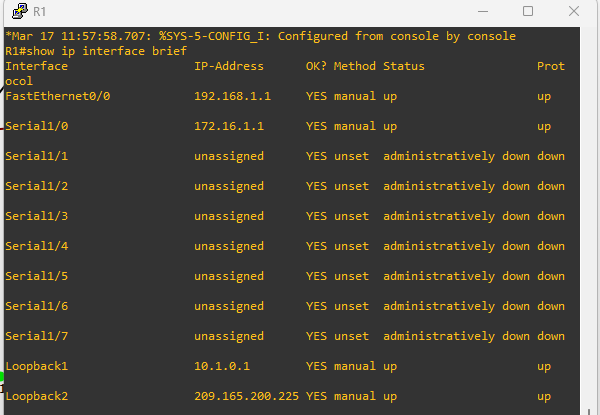 R1
*Mar 17 11:57:58.707: %SYS-5-CONFIG_I: Configured from console by console
R1#show ip interface brief
Interface                  IP-Address      OK? Method Status                Prot
ocol
FastEthernet0/0            192.168.1.1     YES manual up                    up
Serial1/0                  172.16.1.1      YES manual up                    up
Serial1/1                  unassigned      YES unset  administratively down down
Serial1/2                  unassigned      YES unset  administratively down down
Serial1/3                  unassigned      YES unset  administratively down down
Serial1/4                  unassigned      YES unset  administratively down down
Serial1/5                  unassigned      YES unset  administratively down down
Serial1/6                  unassigned      YES unset  administratively down down
Serial1/7                  unassigned      YES unset  administratively down down
Loopback1                  10.1.0.1        YES manual up                    up
Loopback2                  209.165.200.225 YES manual up                    up